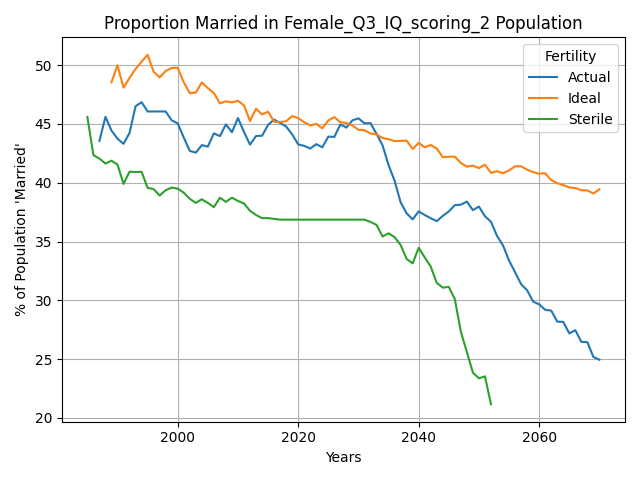 Proportion Married in Female_Q3_IQ_scoring_2 Population
% of Population 'Married'
50
45
40
35
30
25
20
2000
2020
2040
2060
Years
Fertility
Actual
Ideal
Sterile